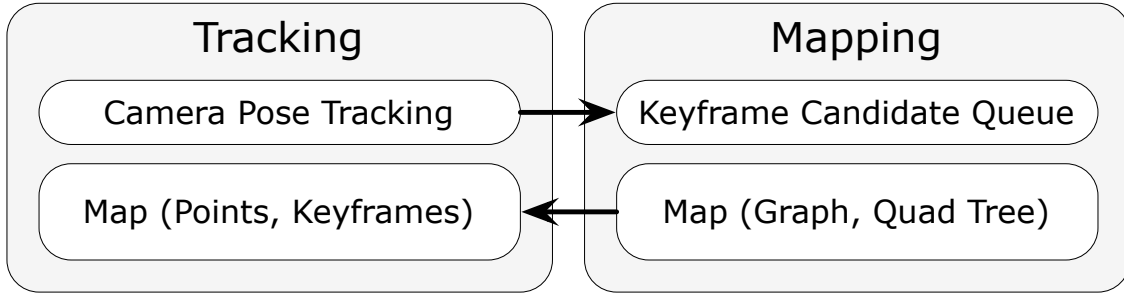 Tracking
Camera Pose Tracking
Map (Points, Keyframes)
Mapping
Keyframe Candidate Queue
Map (Graph, Quad Tree)